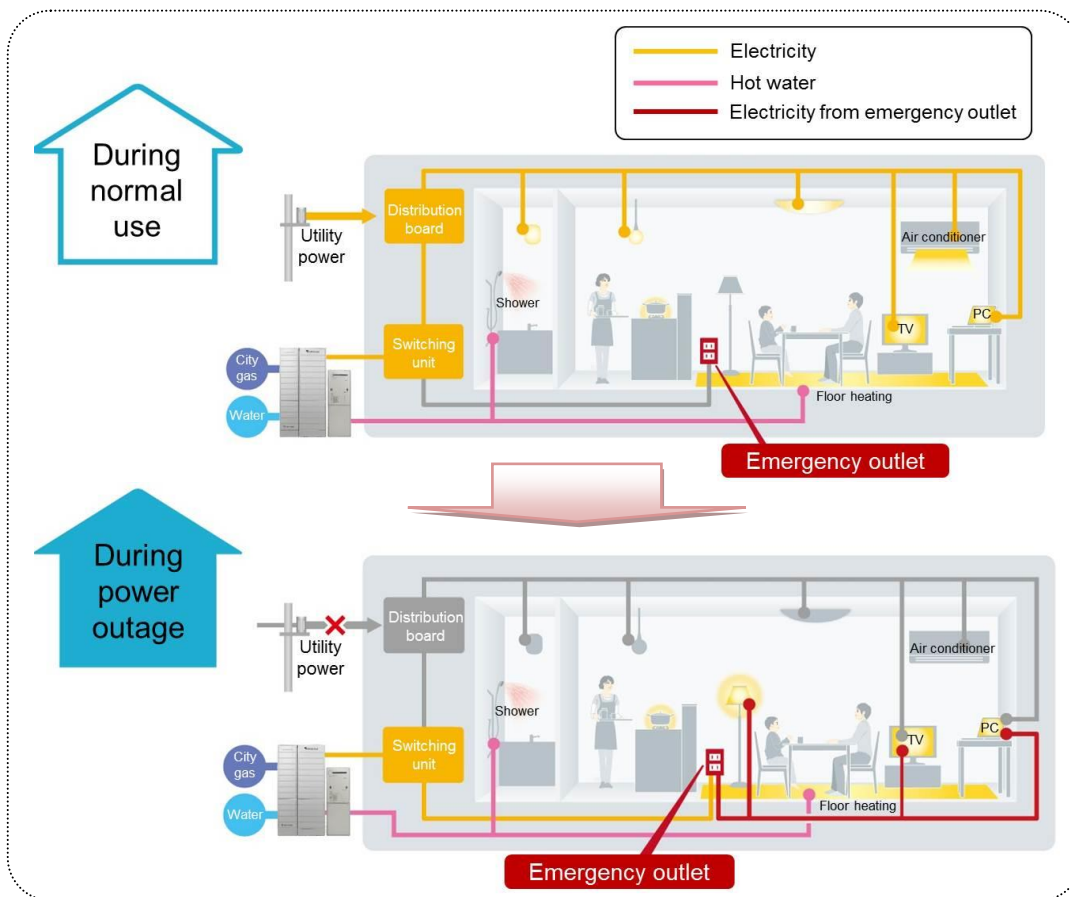 Electricity
Hot water
Electricity from emergency outlet
During
normal
use
Utility
power
Distribution
board
Air conditioner
Shower
PC
TV
City
gas
Switching
unit
Water
Floor heating
Emergency outlet
During
power
outage
Utility
power
Distribution
board
Air conditioner
Shower
PC
TV
City
gas
Switching
unit
Water
Floor heating
Emergency outlet